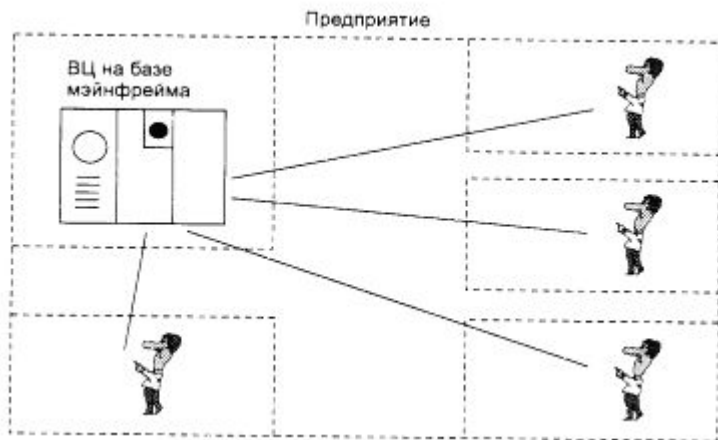 Предприятие
ВЦ на базе
мэйнфрейма